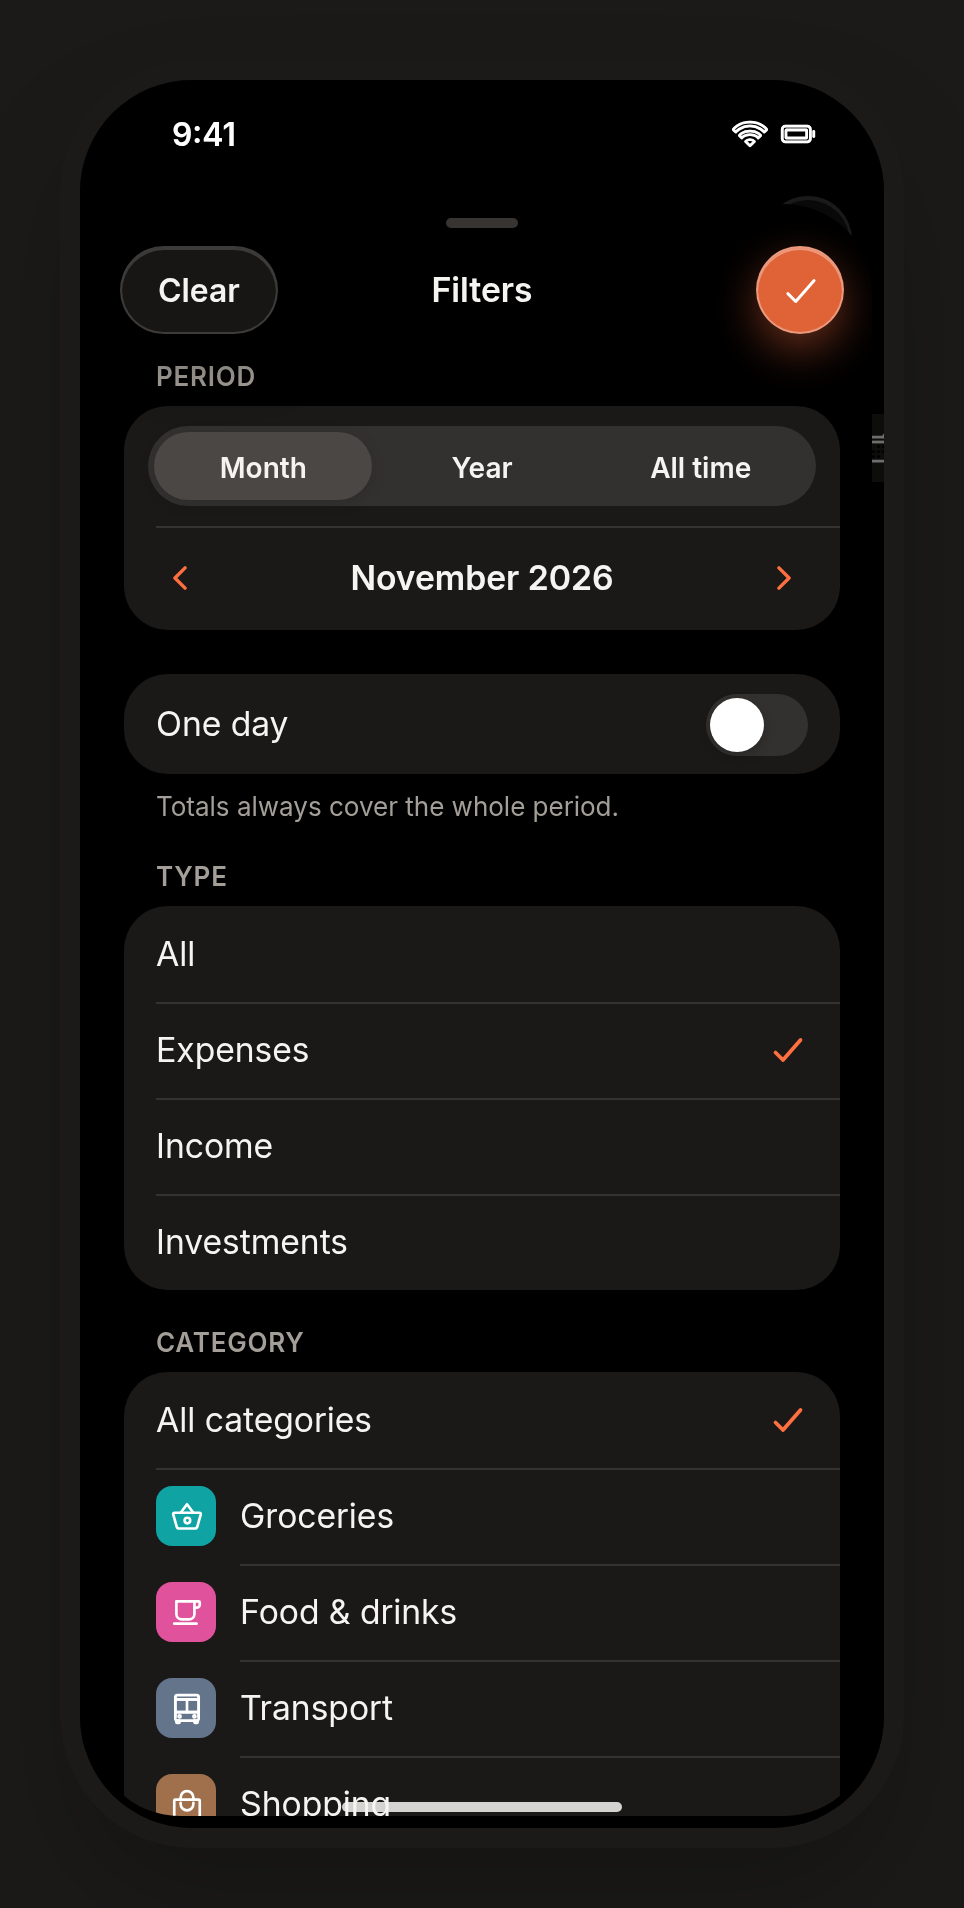 9:41
Clear
Filters
PERIOD
Month
Year
All time
November 2026
One day
Totals always cover the whole period.
TYPE
All
Expenses
Income
Investments
CATEGORY
All categories
Groceries
Food & drinks
Transport
Shopping